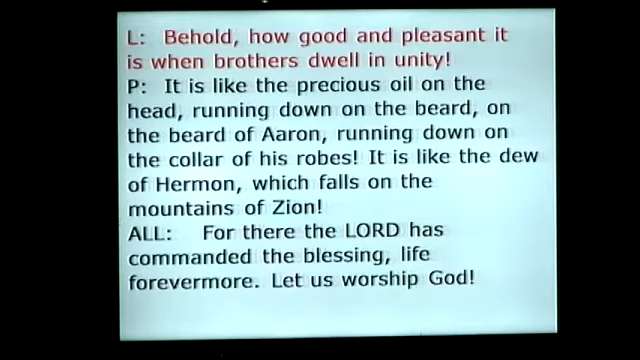 L: Behold, how good and pleasant it
is when brothers dwell in unity!
P: It is like the precious oil on the
head, running down on the beard, on
the beard of Aaron, running down on
the collar of his robes! It is like the dew
of Hermon, which falls on the
mountains of Zion!
ALL: For there the LORD has
commanded the blessing, life
forevermore. Let us worship God!